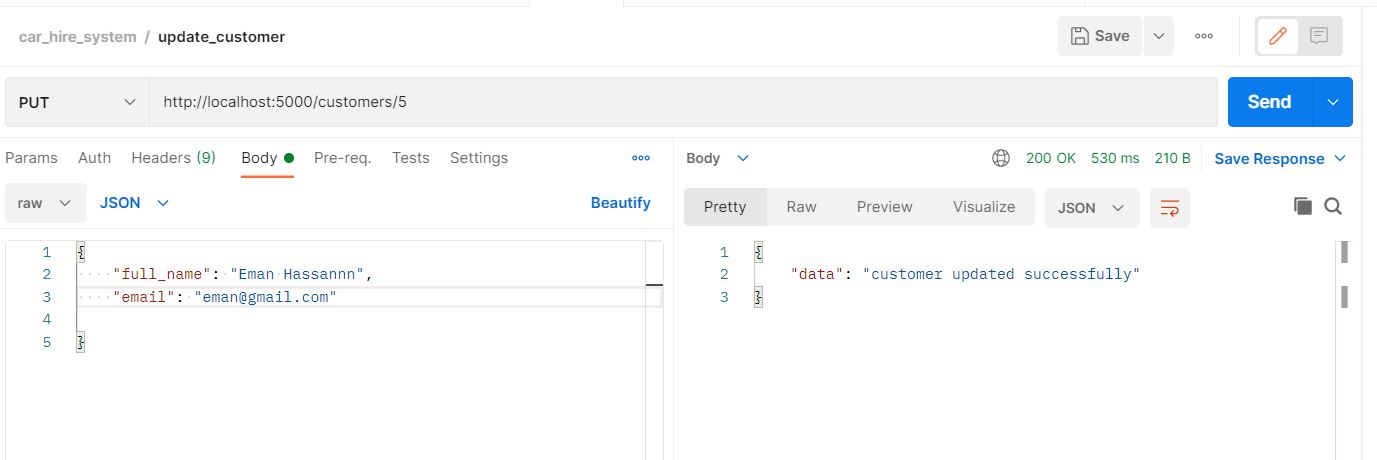 car_hire_system / update_customer
Save
PUT
http://localhost:5000/customers/5
Send
Params Auth Headers (9) Body Pre-req. Tests Settings
raw JSON Beautify
1 {
2 "full_name": "Eman Hassannn",
3 "email": "eman@gmail.com"
4
5 }
Body 200 OK 530 ms 210 B Save Response
Pretty Raw Preview Visualize JSON
1 {
2 "data": "customer updated successfully"
3 }